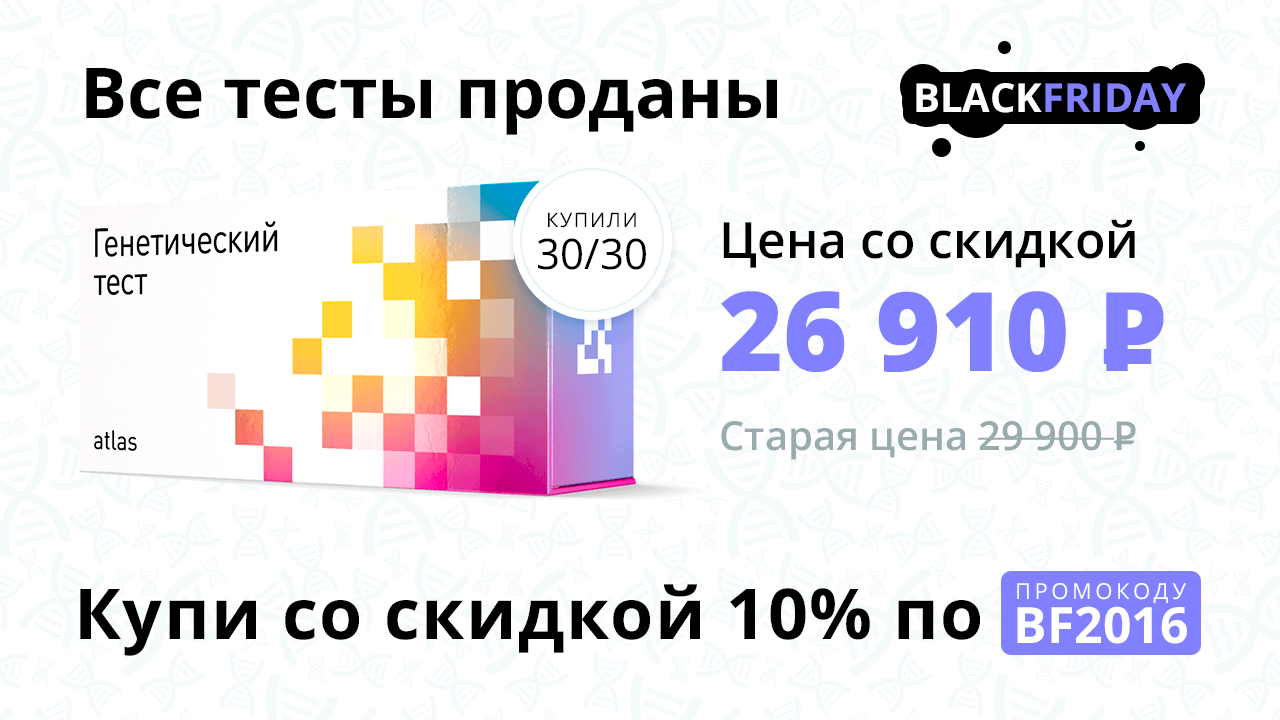 Все тесты проданы
BLACKFRIDAY
Генетический
тест
atlas
КУПИЛИ
30/30
Цена со скидкой
26 910 ₽
Старая цена 29 900 ₽
Купи со скидкой 10% по
ПРОМОКОДУ
BF2016